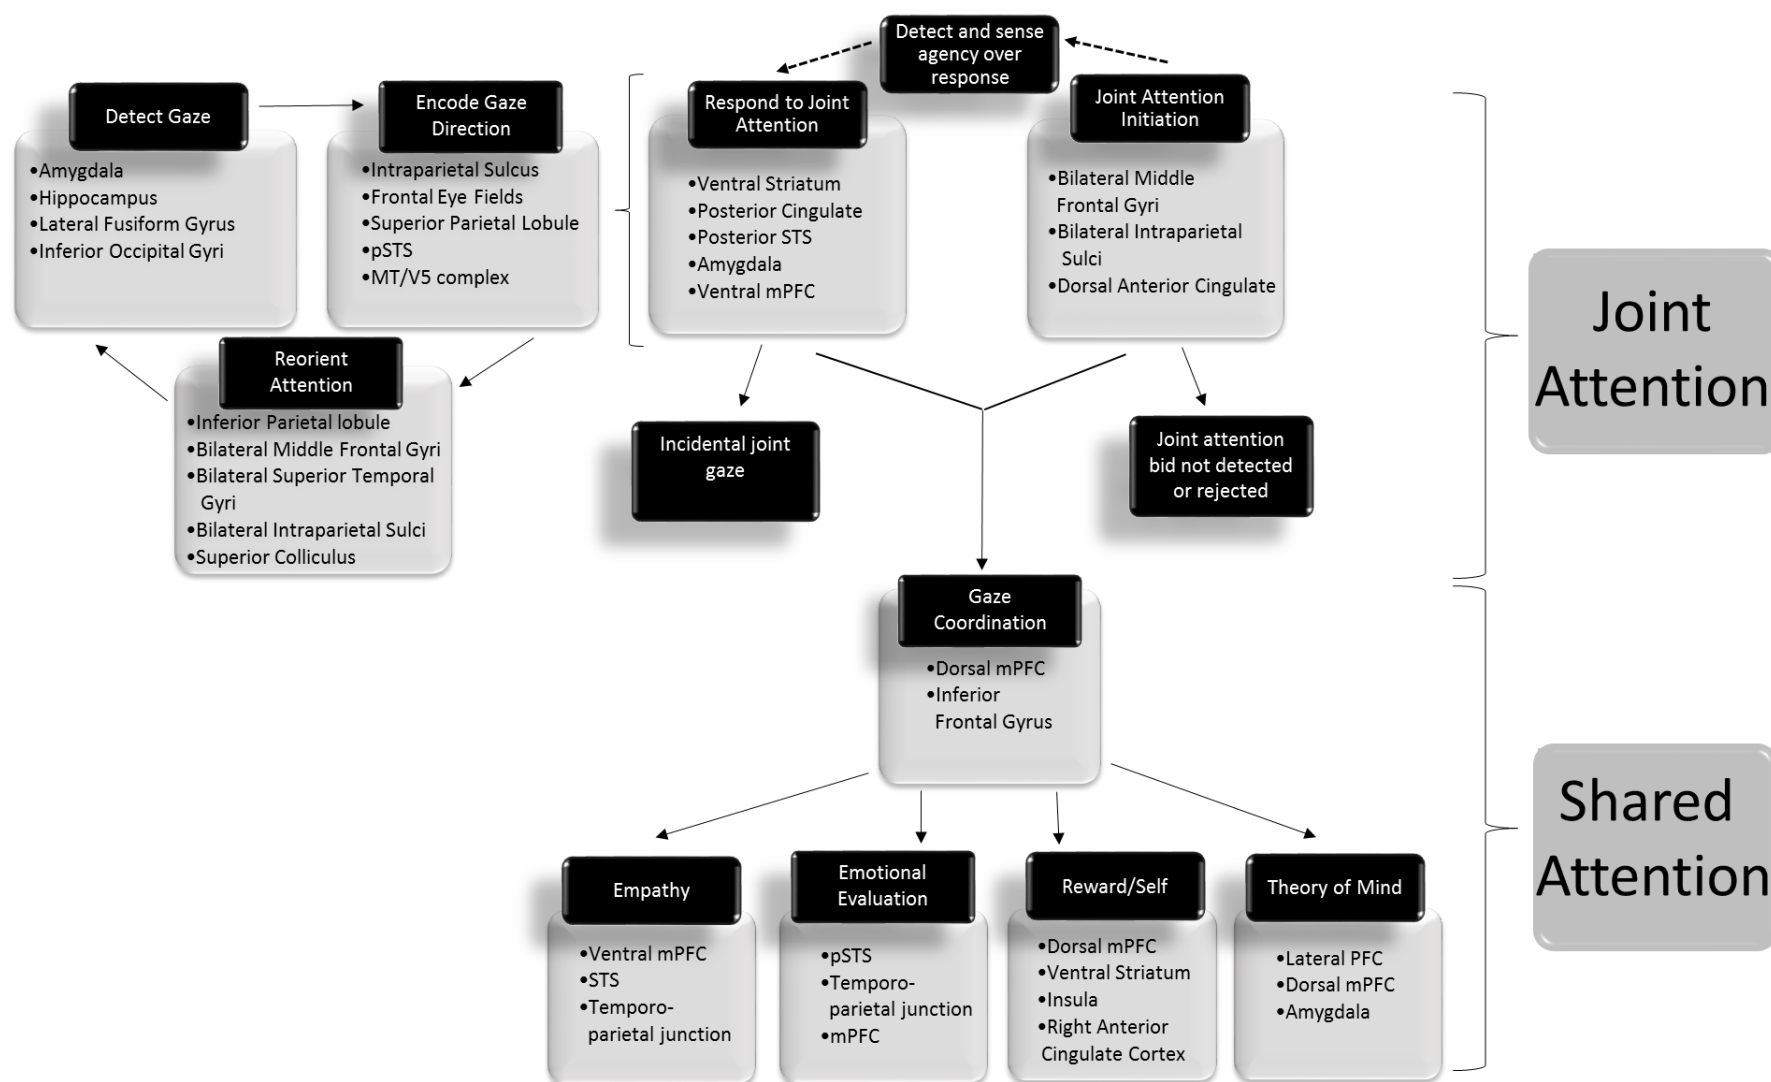 Detect and sense
agency over
response
Detect Gaze
•Amygdala
•Hippocampus
•Lateral Fusiform Gyrus
•Inferior Occipital Gyri
Encode Gaze
Direction
•Intraparietal Sulcus
•Frontal Eye Fields
•Superior Parietal Lobule
•pSTS
•MT/V5 complex
Reorient
Attention
•Inferior Parietal lobule
•Bilateral Middle Frontal Gyri
•Bilateral Superior Temporal
Gyri
•Bilateral Intraparietal Sulci
•Superior Colliculus
Respond to Joint
Attention
•Ventral Striatum
•Posterior Cingulate
•Posterior STS
•Amygdala
•Ventral mPFC
Joint Attention
Initiation
•Bilateral Middle
Frontal Gyri
•Bilateral Intraparietal
Sulci
•Dorsal Anterior Cingulate
Joint
Attention
Incidental joint
gaze
Joint attention
bid not detected
or rejected
Gaze
Coordination
•Dorsal mPFC
•Inferior
Frontal Gyrus
Shared
Attention
Empathy
•Ventral mPFC
•STS
•Temporo-
parietal junction
Emotional
Evaluation
•pSTS
•Temporo-
parietal junction
•mPFC
Reward/Self
•Dorsal mPFC
•Ventral Striatum
•Insula
•Right Anterior
Cingulate Cortex
Theory of Mind
•Lateral PFC
•Dorsal mPFC
•Amygdala